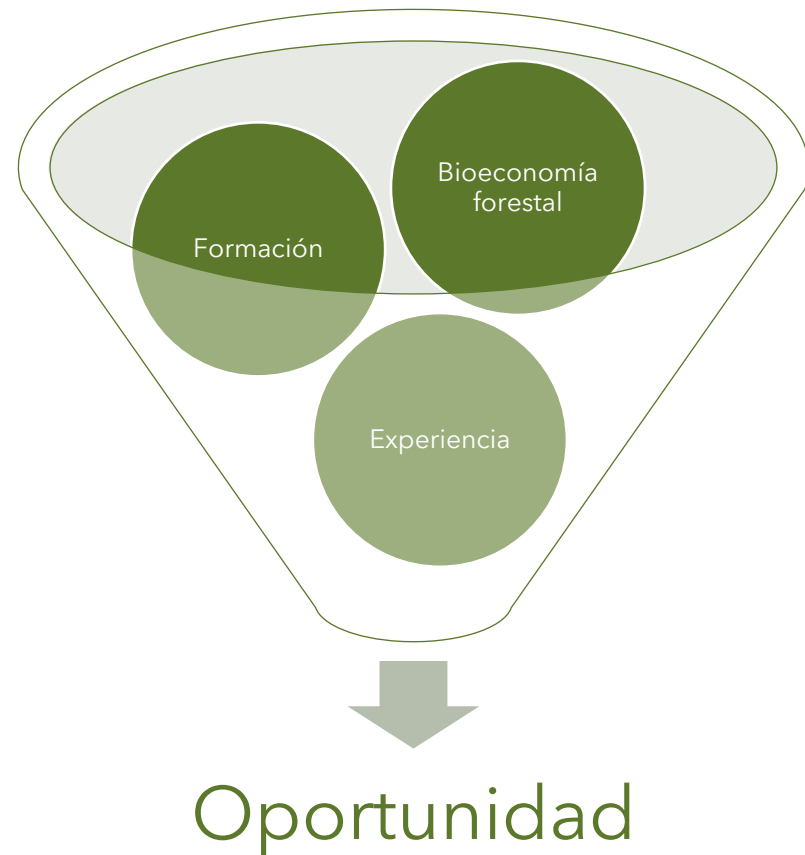 Bioeconomía
forestal
Formación
Experiencia
Oportunidad